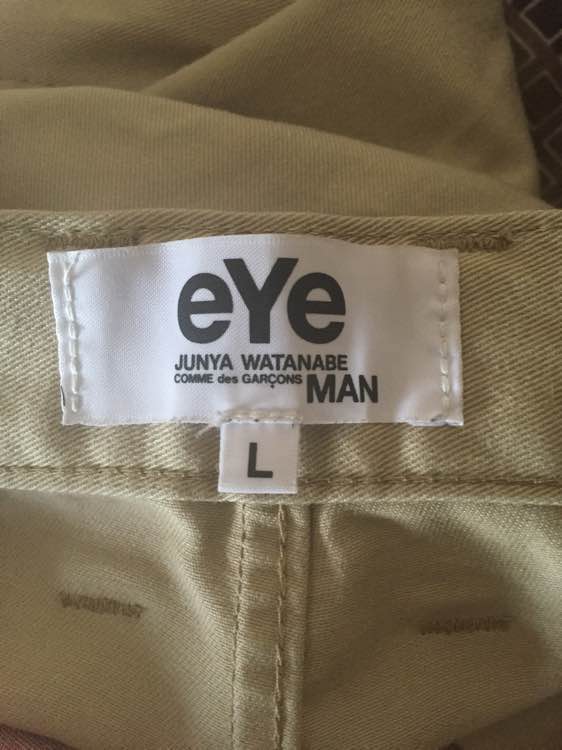 eYe
JUNYA WATANABE
COMME des GARÇONS MAN
L